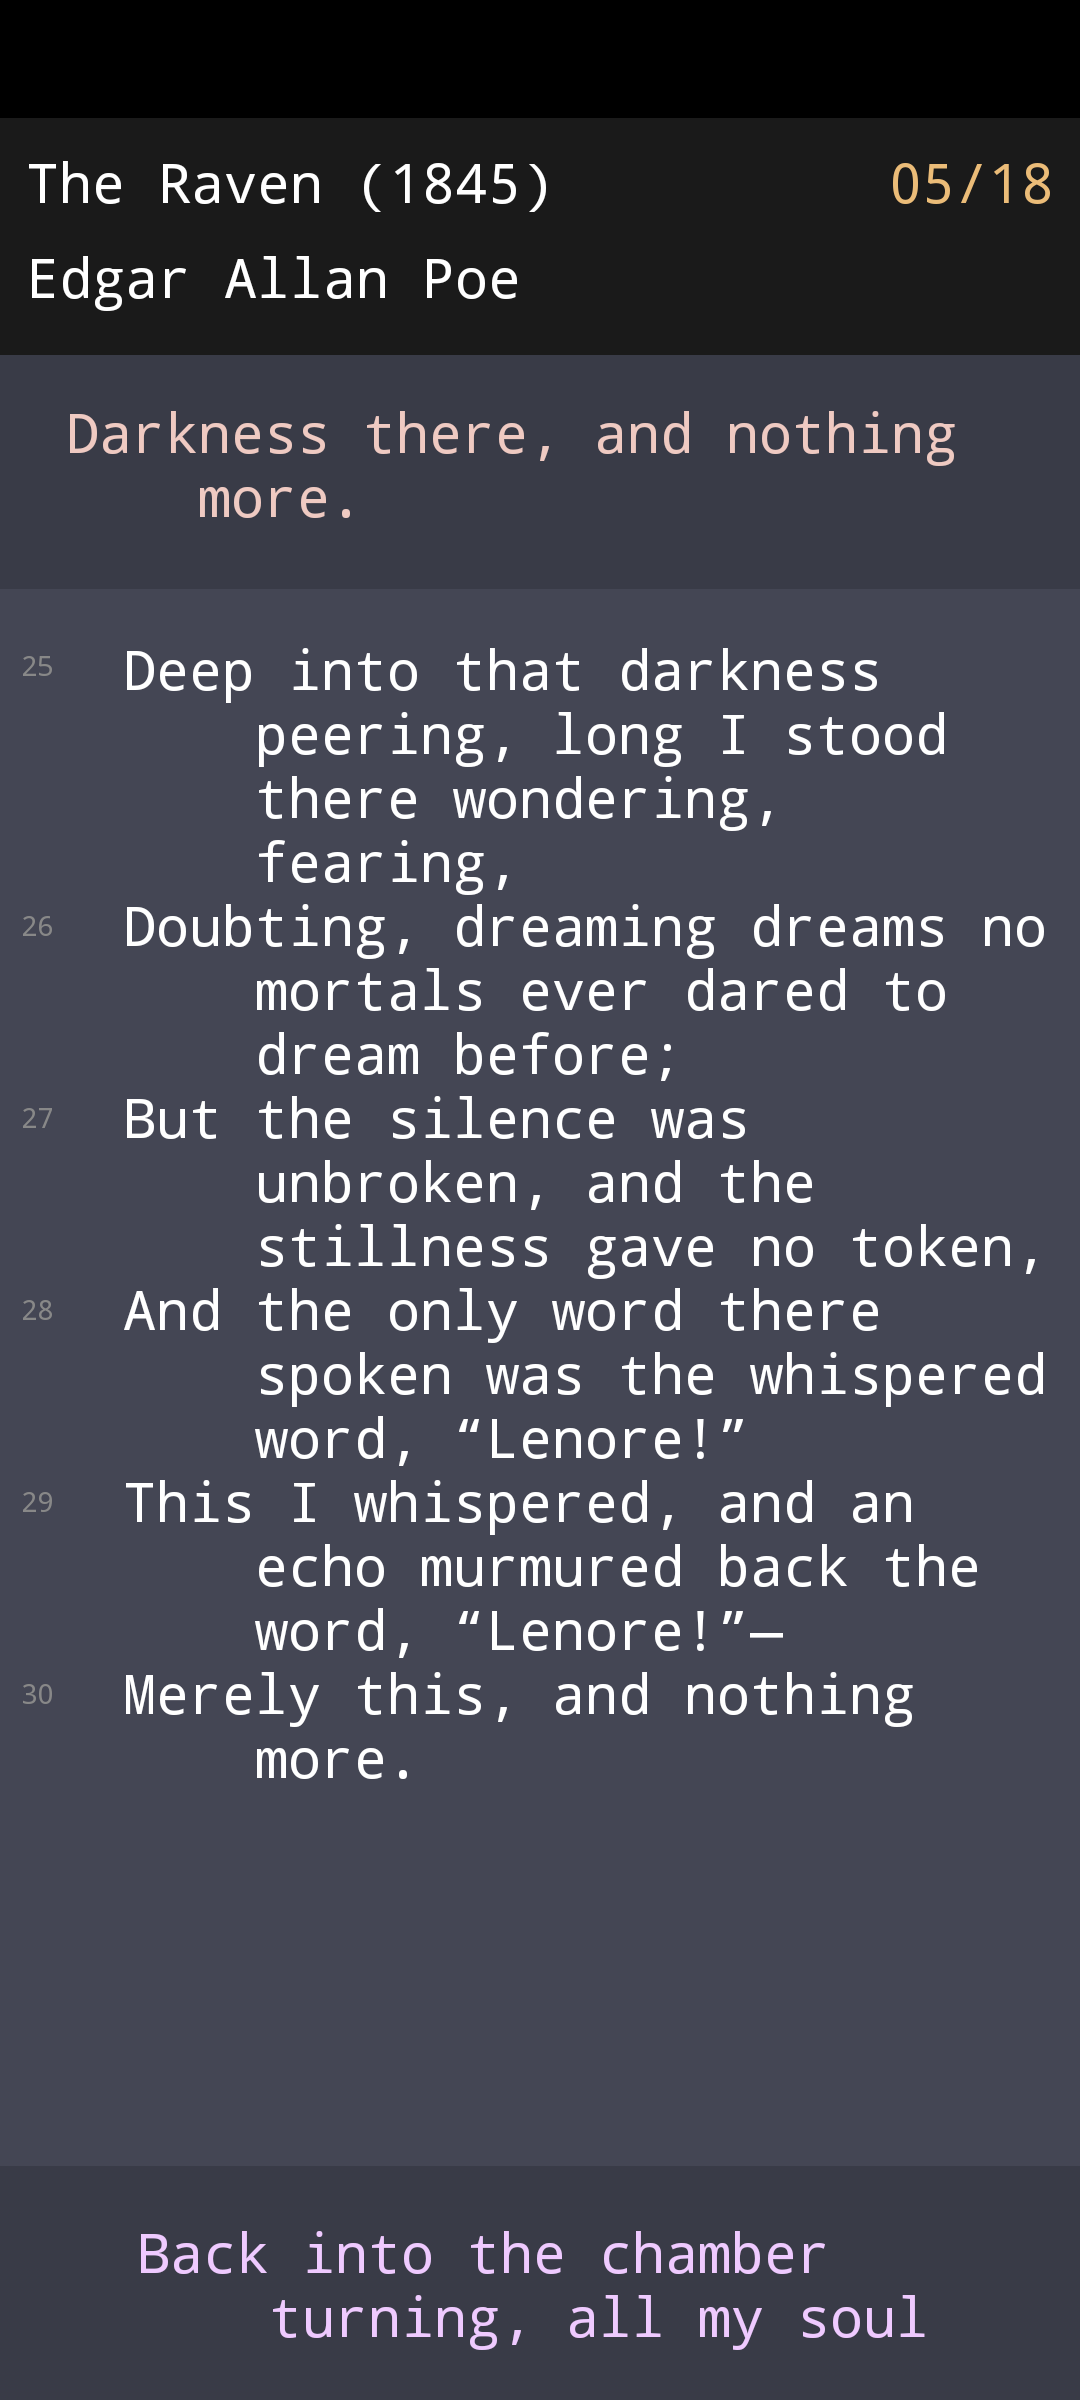 The Raven (1845) 05/18
Edgar Allan Poe
Darkness there, and nothing
more.
25 Deep into that darkness
peering, long I stood
there wondering,
fearing,
26 Doubting, dreaming dreams no
mortals ever dared to
dream before;
27 But the silence was
unbroken, and the
stillness gave no token,
28 And the only word there
spoken was the whispered
word, “Lenore!”
29 This I whispered, and an
echo murmured back the
word, “Lenore!”—
30 Merely this, and nothing
more.
Back into the chamber
turning, all my soul